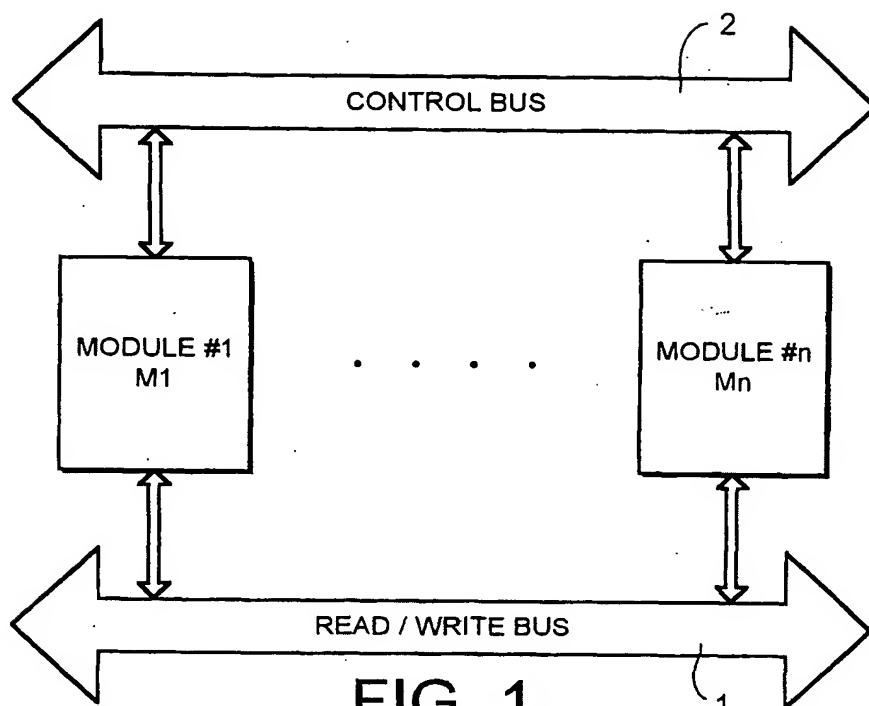 2
CONTROL BUS
MODULE #1
M1
MODULE #n
Mn
READ / WRITE BUS
1
FIG. 1